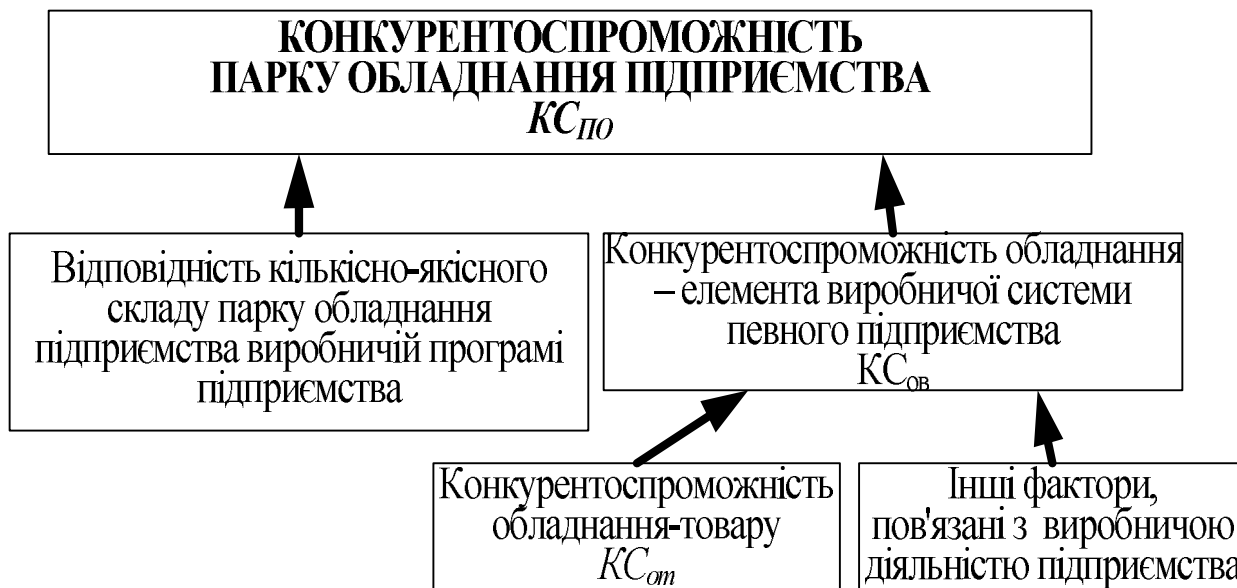 КОНКУРЕНТОСПРОМОЖНІСТЬ
ПАРКУ ОБЛАДНАННЯ ПІДПРИЄМСТВА
КС_ПО
Відповідність кількісно-якісного
складу парку обладнання
підприємства виробничій програмі
підприємства
Конкурентоспроможність обладнання
– елемента виробничої системи
певного підприємства
КС_ов
Конкурентоспроможність
обладнання-товару
КС_от
Інші фактори,
пов'язані з виробничою
діяльністю підприємства